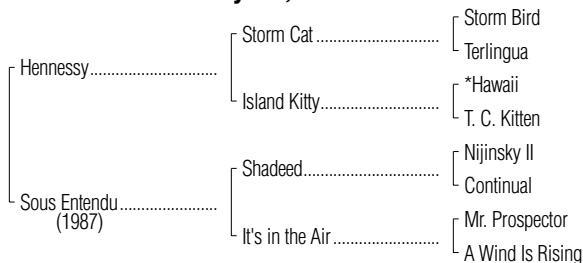 Storm Bird
Storm Cat
Terlingua
Hennessy
*Hawaii
Island Kitty
T. C. Kitten
Nijinsky II
Shadeed
Continual
Sous Entendu
(1987)
Mr. Prospector
It's in the Air
A Wind Is Rising